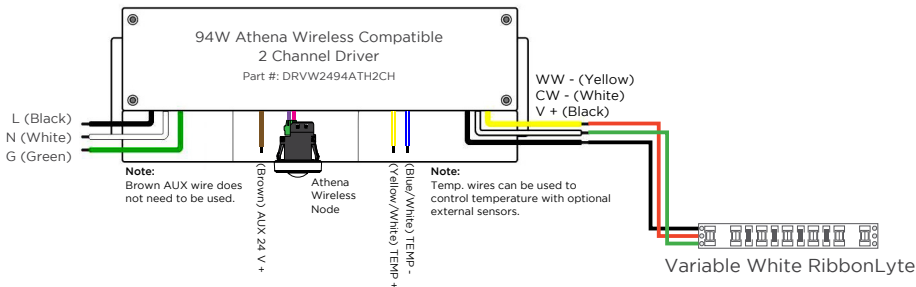 94W Athena Wireless Compatible
2 Channel Driver
Part #: DRVW2494ATH2CH
L (Black)
N (White)
G (Green)
WW - (Yellow)
CW - (White)
V + (Black)
Note:
Brown AUX wire does
not need to be used.
(Brown) AUX 24 V +
Athena
Wireless
Node
(Yellow/White) TEMP +
(Blue/White) TEMP -
Note:
Temp. wires can be used to
control temperature with optional
external sensors.
Variable White RibbonLyte